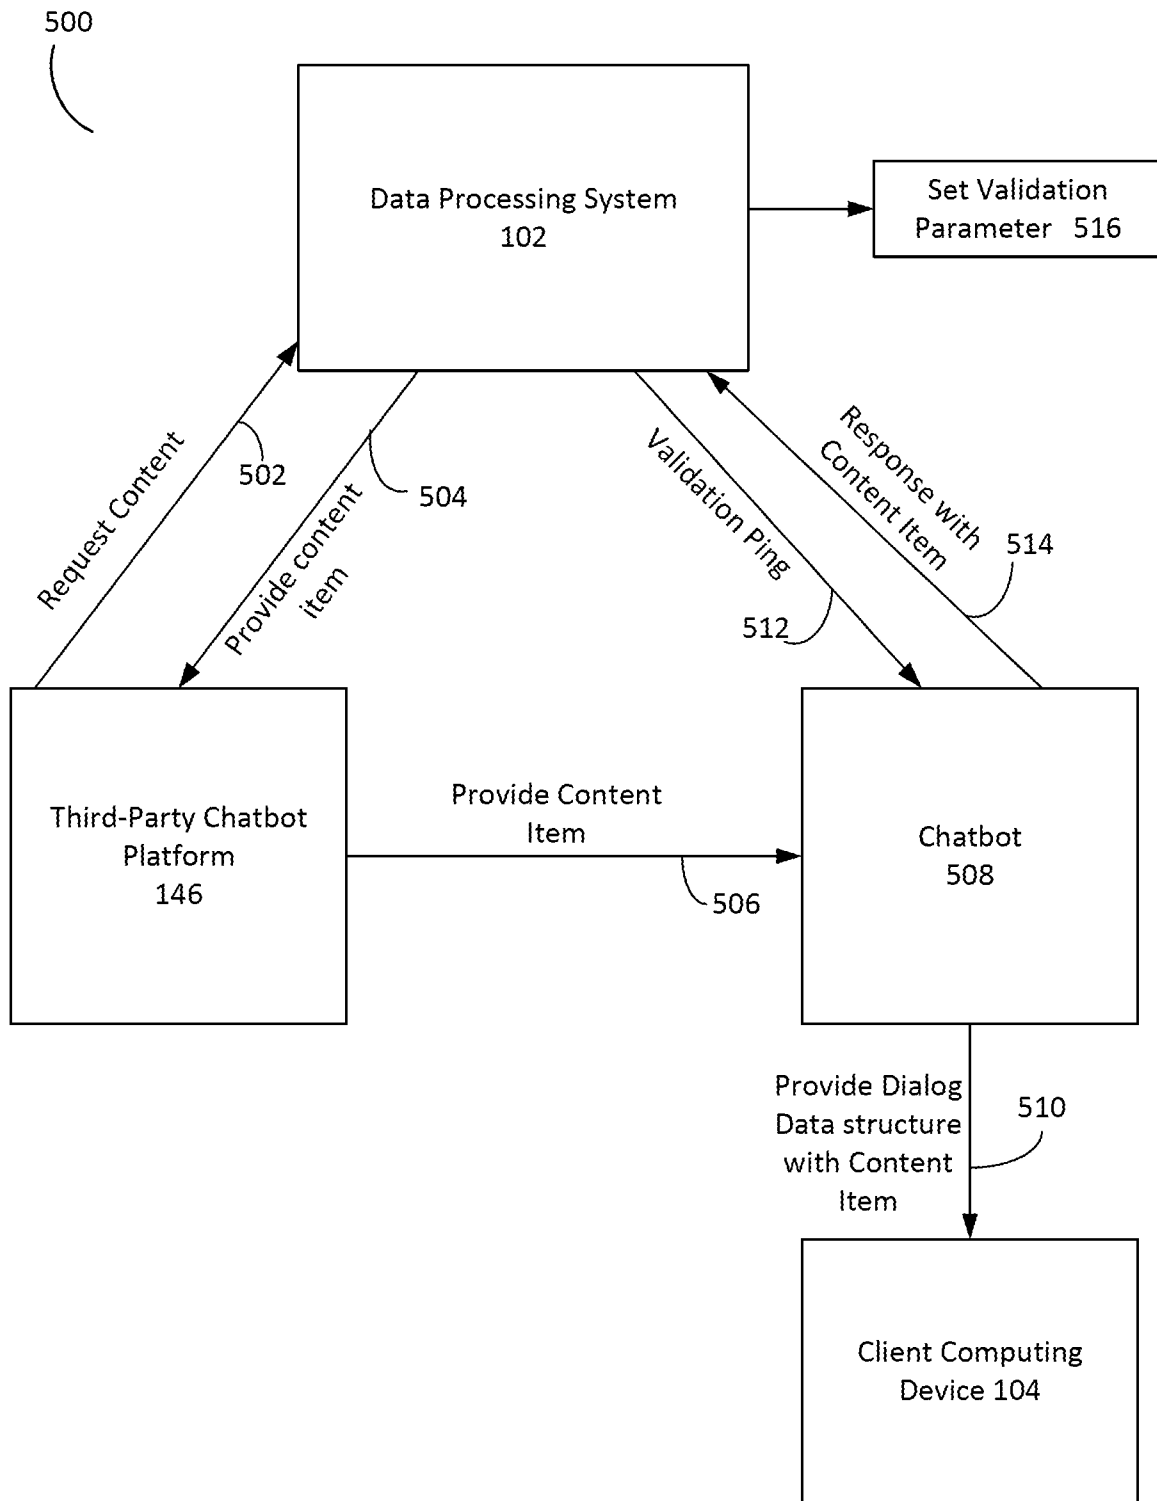 500
Data Processing System
102
Set Validation
Parameter 516
Request Content
502
Provide content
item
504
Validation Ping
512
Response with
Content Item
514
Third-Party Chatbot
Platform
146
Provide Content
Item
506
Chatbot
508
Provide Dialog
Data structure
with Content
Item
510
Client Computing
Device 104